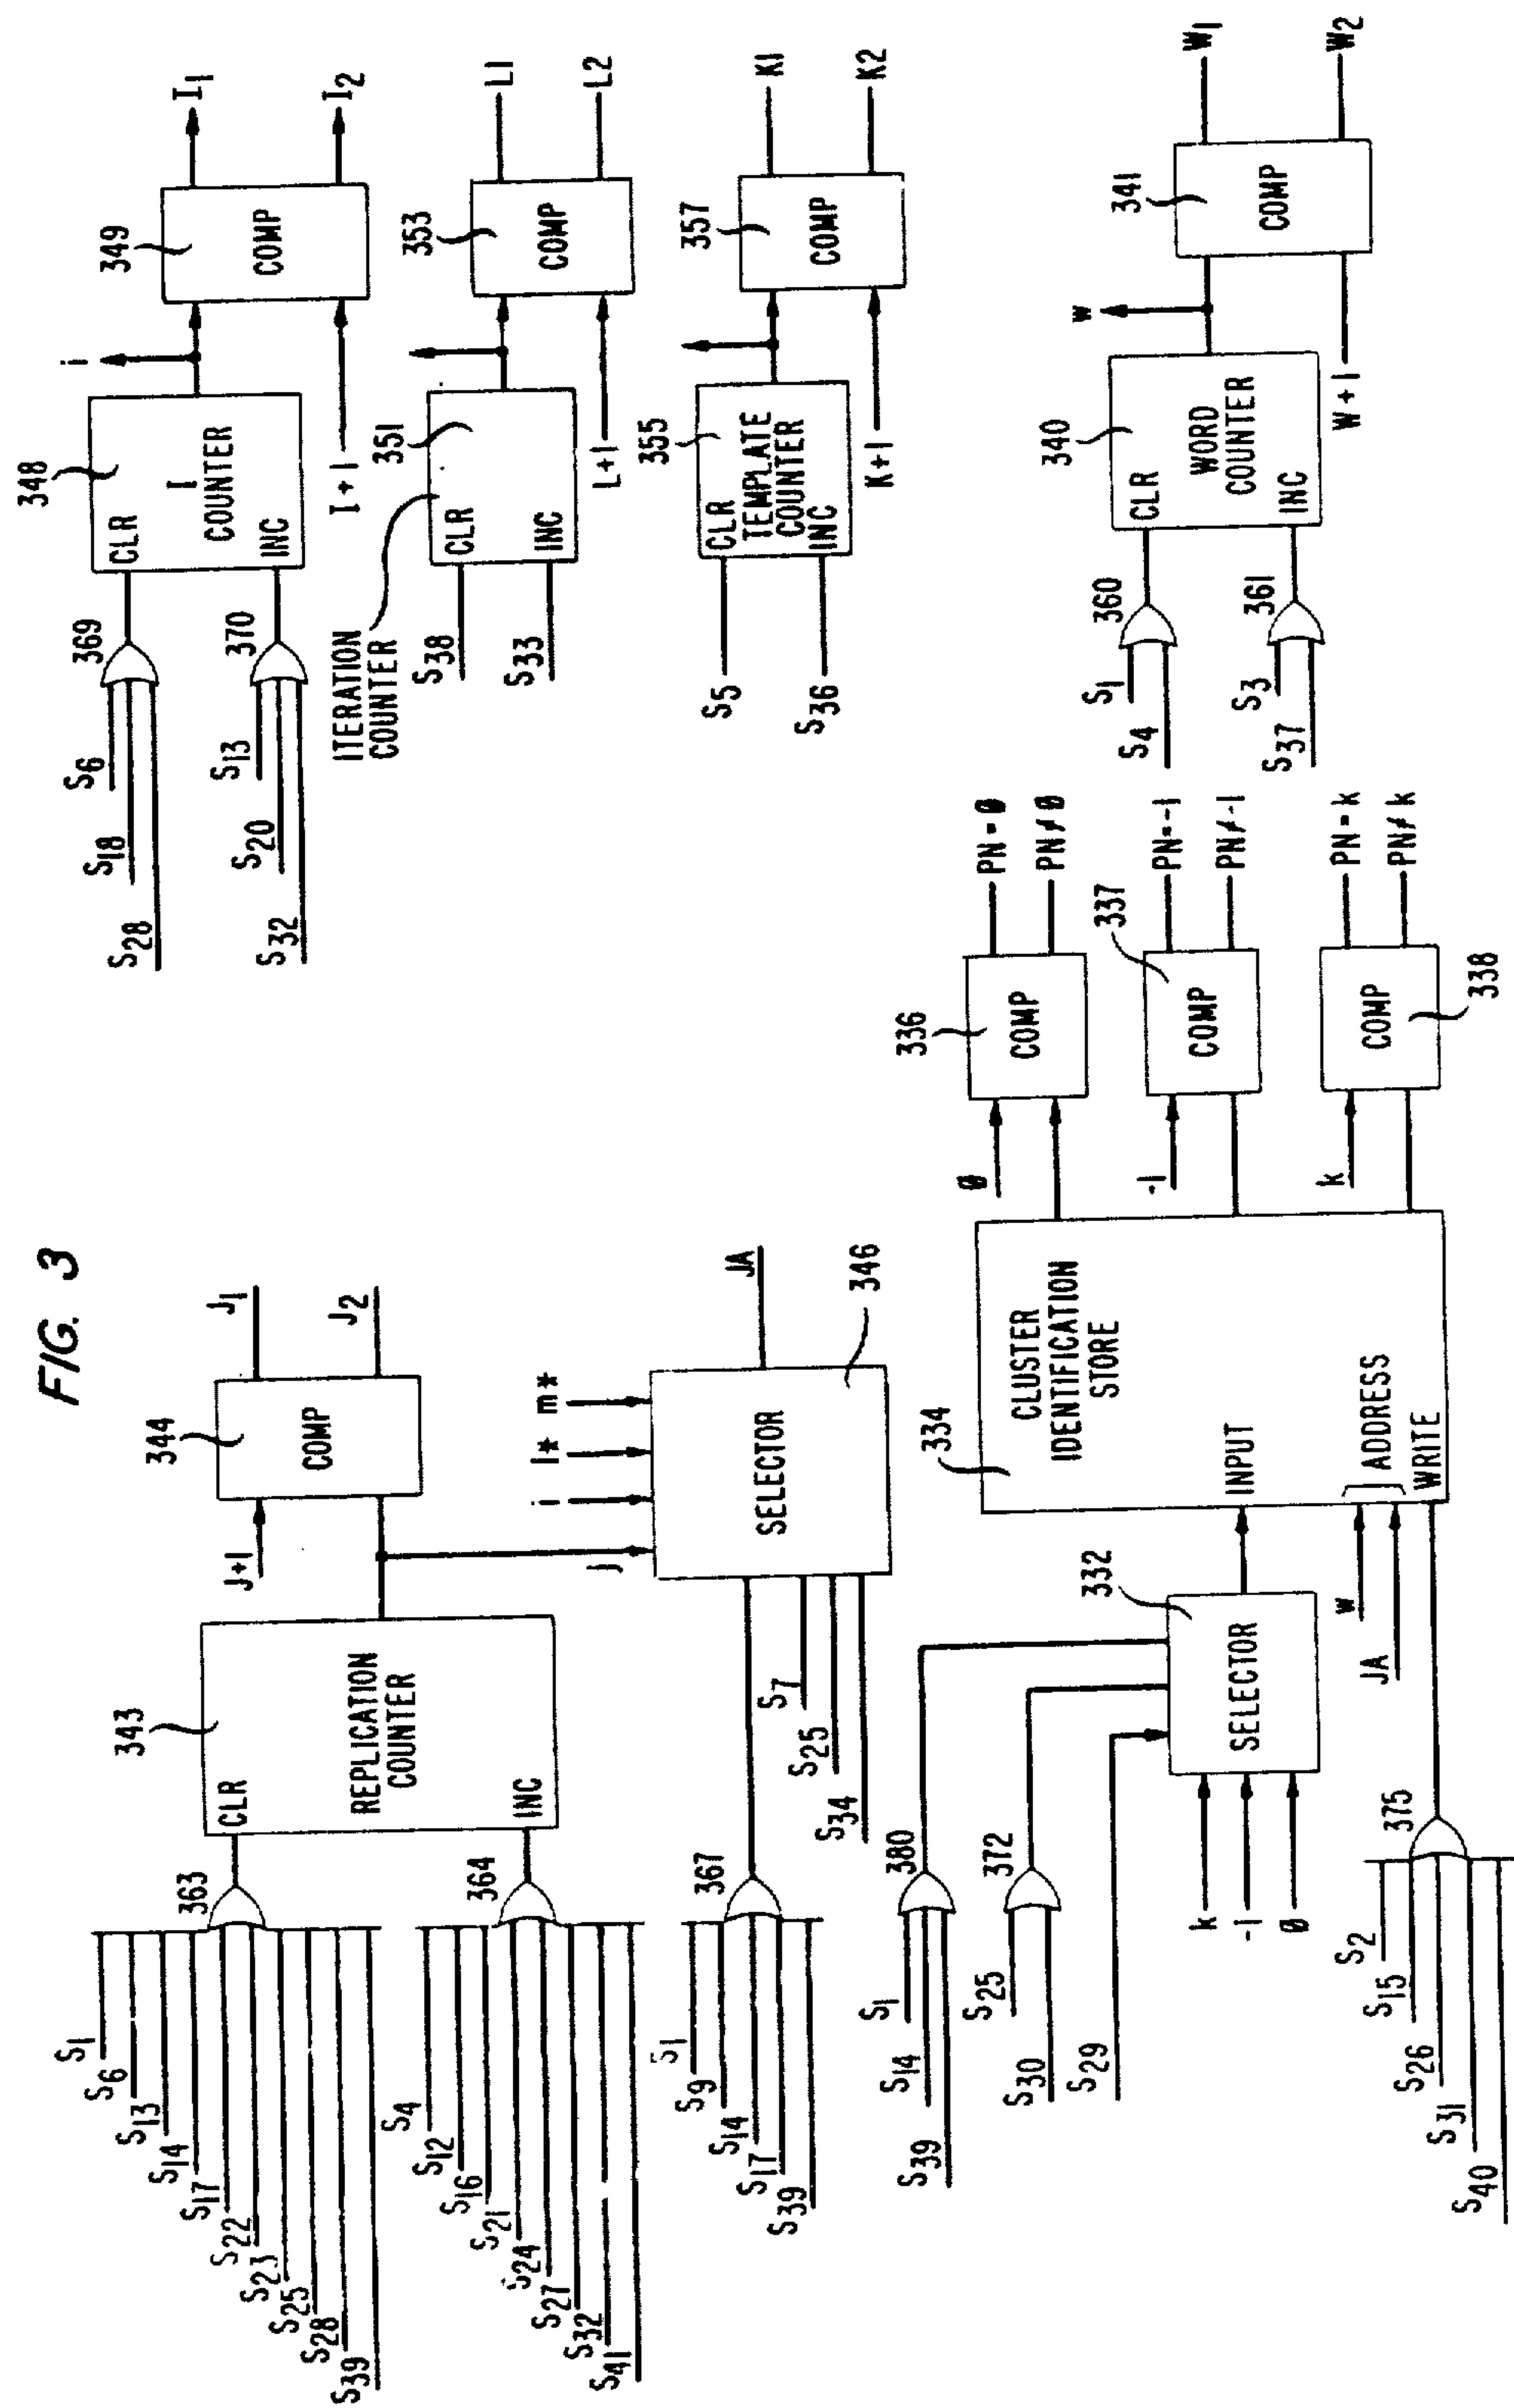 FIG. 3
S1
S6
S13
S14
S17
S22
S23
S25
S28
S39
363
343
CLR
REPLICATION
COUNTER
INC
S4
S12
S16
S21
S24
S27
S32
S41
364
J+1
344
COMP
J1
J2
j
i
m*
346
SELECTOR
JA
S1
S9
S14
S17
S39
367
S7
S25
S34
S1
S14
S39
380
S25
S30
372
S29
332
SELECTOR
k
-1
Ø
S2
S15
S26
S31
S40
375
w
JA
334
CLUSTER
IDENTIFICATION
STORE
INPUT
ADDRESS
WRITE
Ø
336
COMP
PN = Ø
PN ≠ Ø
-1
337
COMP
PN = -1
PN ≠ -1
k
338
COMP
PN = k
PN ≠ k
S6
S18
S28
369
S13
S20
S32
370
348
CLR
I
COUNTER
INC
i
I+1
349
COMP
I1
I2
ITERATION
COUNTER
S38
S33
351
CLR
INC
L+1
353
COMP
L1
L2
S5
S36
355
CLR
TEMPLATE
COUNTER
INC
K+1
357
COMP
K1
K2
S1
S4
360
S3
S37
361
340
CLR
WORD
COUNTER
INC
w
W+1
341
COMP
W1
W2